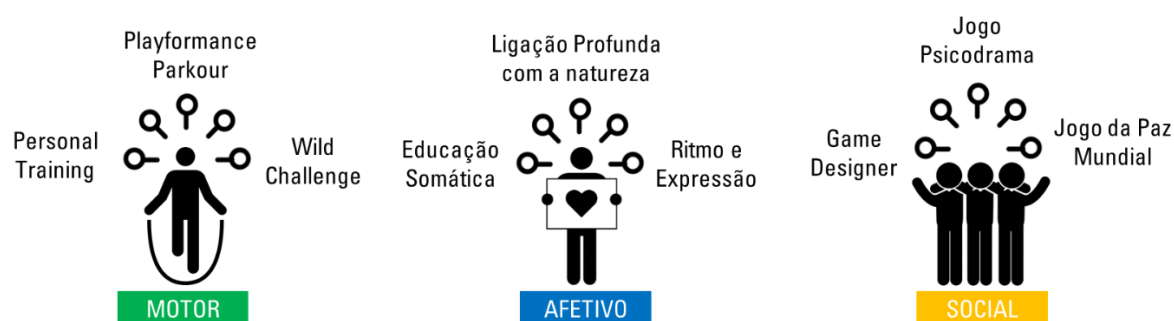 Playformance
Parkour
Personal
Training
Wild
Challenge
MOTOR
Ligação Profunda
com a natureza
Educação
Somática
Ritmo e
Expressão
AFETIVO
Jogo
Psicodrama
Game
Designer
Jogo da Paz
Mundial
SOCIAL